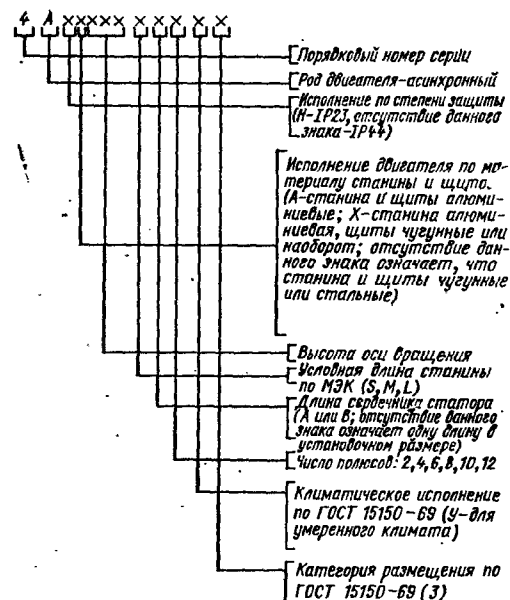 4 А х х х х х х х х х х
Порядковый номер серии
Род двигателя-асинхронный
Исполнение по степени защиты
(Н-IP23, отсутствие данного
знака-IP44)
Исполнение двигателя по ма-
териалу станины и щита.
(А-станина и щиты алюми-
ниевые; Х-станина алюми-
ниевая, щиты чугунные или
наоборот; отсутствие дан-
ного знака означает, что
станина и щиты чугунные
или стальные)
Высота оси вращения
Условная длина станины
по МЭК (S, M, L)
Длина сердечника статора
(А или В; отсутствие данного
знака означает одну длину в
установочном размере)
Число полюсов: 2,4,6,8,10,12
Климатическое исполнение
по ГОСТ 15150-69 (У-для
умеренного климата)
Категория размещения по
ГОСТ 15150-69 (3)